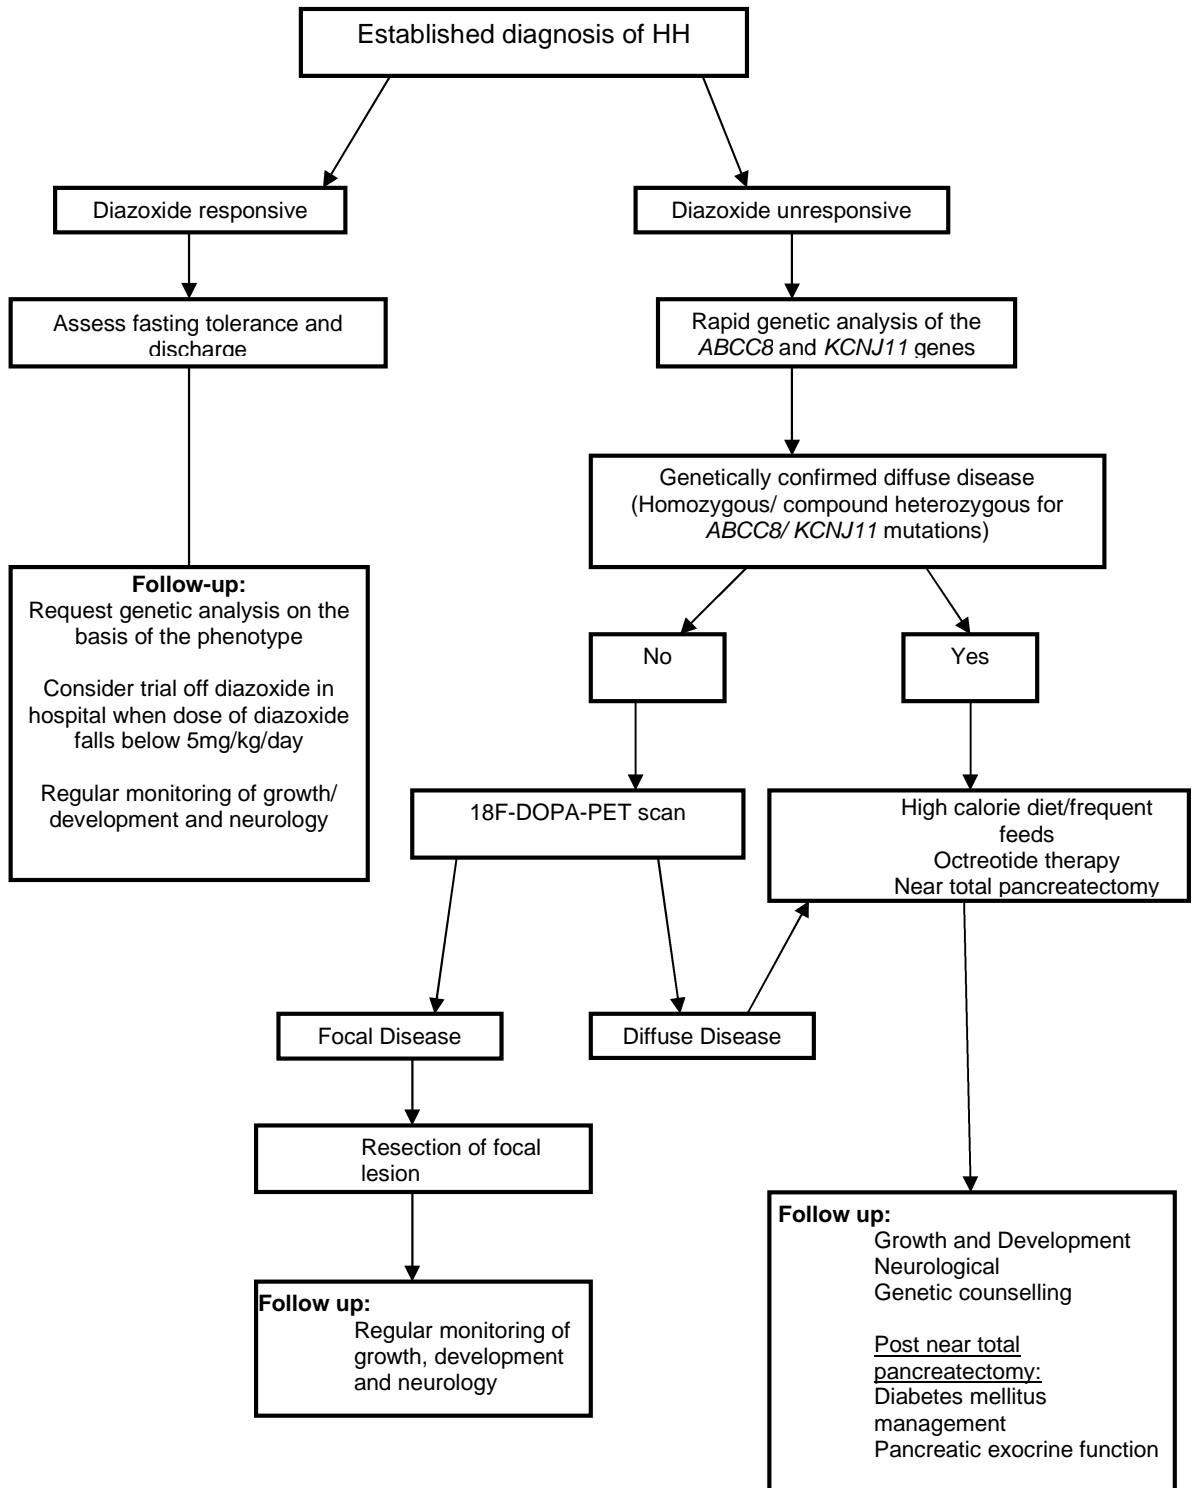 Established diagnosis of HH
Diazoxide responsive
Diazoxide unresponsive
Assess fasting tolerance and
discharge
Rapid genetic analysis of the
ABCC8 and KCNJ11 genes
Genetically confirmed diffuse disease
(Homozygous/ compound heterozygous for
ABCC8/ KCNJ11 mutations)
Follow-up:
Request genetic analysis on the
basis of the phenotype
Consider trial off diazoxide in
hospital when dose of diazoxide
falls below 5mg/kg/day
Regular monitoring of growth/
development and neurology
No
Yes
18F-DOPA-PET scan
High calorie diet/frequent
feeds
Octreotide therapy
Near total pancreatectomy
Focal Disease
Diffuse Disease
Resection of focal
lesion
Follow up:
Regular monitoring of
growth, development
and neurology
Follow up:
Growth and Development
Neurological
Genetic counselling
Post near total
pancreatectomy:
Diabetes mellitus
management
Pancreatic exocrine function